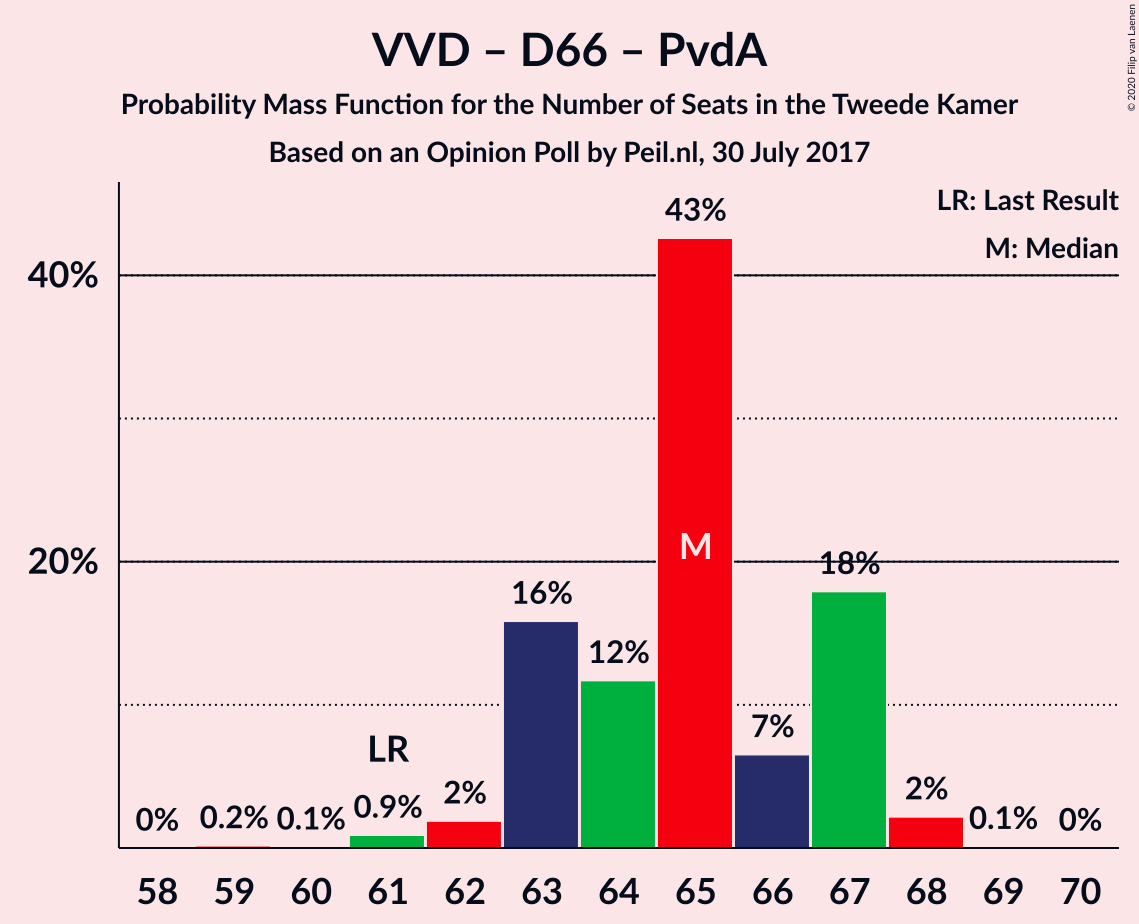 VVD – D66 – PvdA
Probability Mass Function for the Number of Seats in the Tweede Kamer
Based on an Opinion Poll by Peil.nl, 30 July 2017
© 2020 Filip van Laenen
LR: Last Result
M: Median
40%
20%
0%
0.2%
0.1%
0.9%
LR
2%
16%
12%
43%
M
7%
18%
2%
0.1%
0%
58 59 60 61 62 63 64 65 66 67 68 69 70